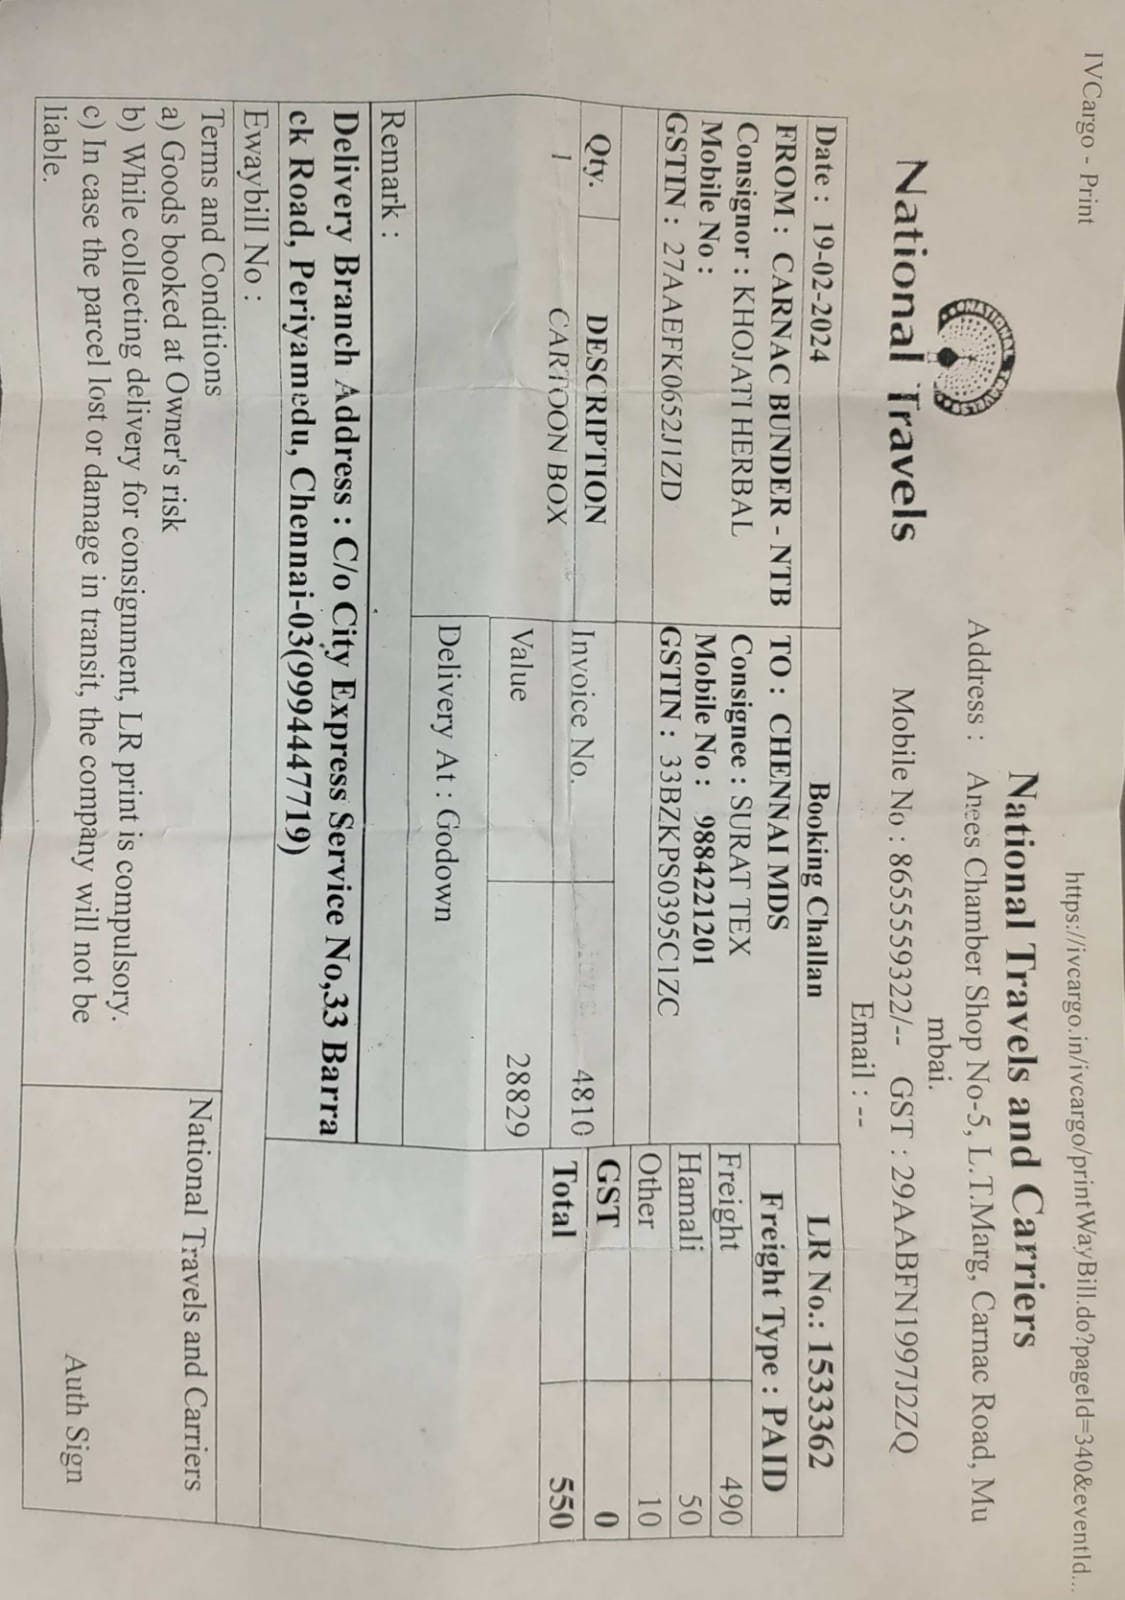 IVCargo - Print
https://ivcargo.in/ivcargo/printWayBill.do?pageId=340&eventId...
NATIONAL TRAVELS
National Travels
National Travels and Carriers
Address : Anees Chamber Shop No-5, L.T.Marg, Carnac Road, Mu
mbai.
Mobile No : 8655559322/-- GST : 29AABFN1997J2ZQ
Email : --
Date : 19-02-2024
Booking Challan
LR No.: 1533362
FROM : CARNAC BUNDER - NTB
TO : CHENNAI MDS
Freight Type : PAID
Consignor : KHOJATI HERBAL
Consignee : SURAT TEX
Freight 490
Mobile No :
Mobile No : 9884221201
Hamali 50
GSTIN : 27AAEFK0652J1ZD
GSTIN : 33BZKPS0395C1ZC
Other 10
GST 0
Total 550
Qty. DESCRIPTION
1 CARTOON BOX
Invoice No. 4810
Value 28829
Delivery At : Godown
Remark :
Delivery Branch Address : C/o City Express Service No,33 Barra
ck Road, Periyamedu, Chennai-03(9994447719)
Ewaybill No :
Terms and Conditions
a) Goods booked at Owner's risk
b) While collecting delivery for consignment, LR print is compulsory.
c) In case the parcel lost or damage in transit, the company will not be
liable.
National Travels and Carriers
Auth Sign